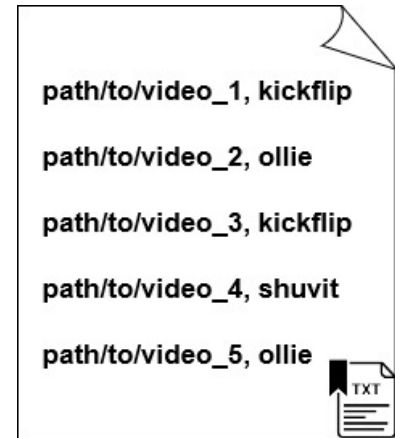 path/to/video_1, kickflip
path/to/video_2, ollie
path/to/video_3, kickflip
path/to/video_4, shuvit
path/to/video_5, ollie
TXT